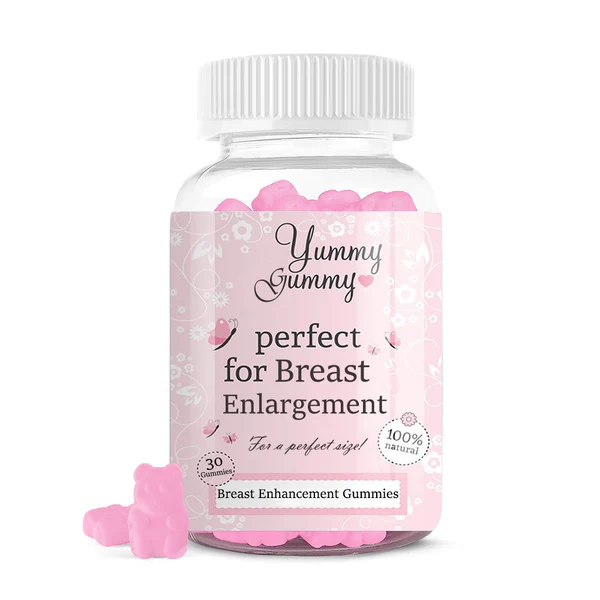 Yummy
Gummy
perfect
for Breast
Enlargement
For a perfect size!
100%
natural
30
Gummies
Breast Enhancement Gummies